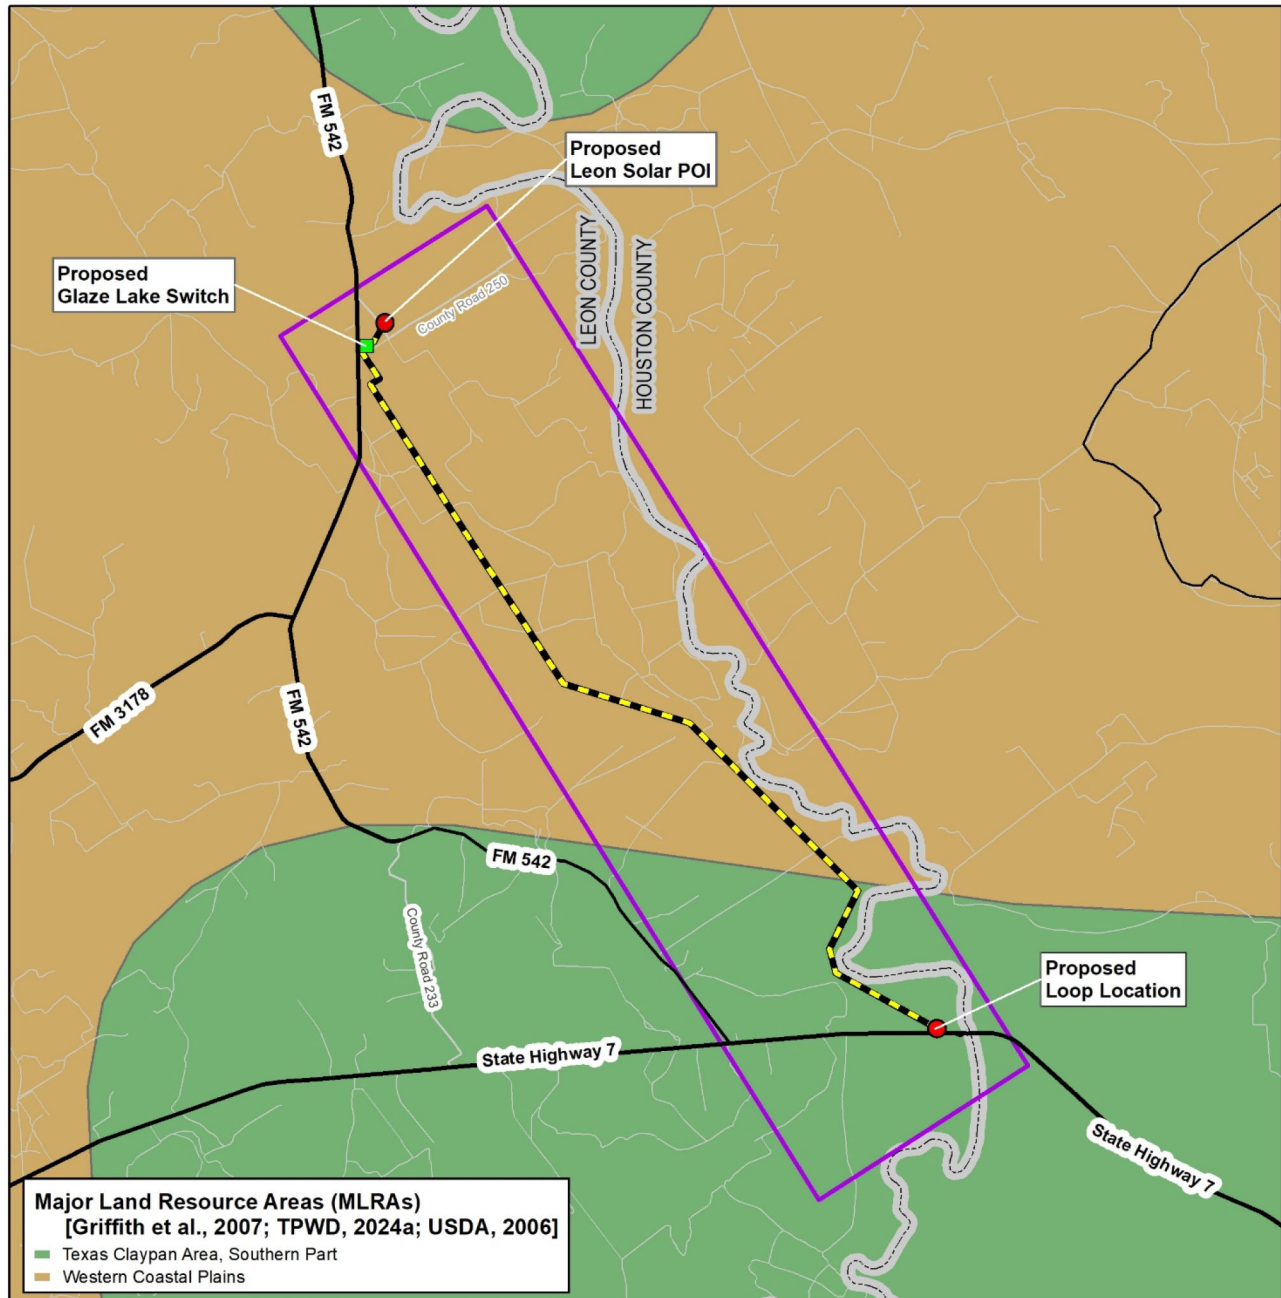 FM 542
Proposed
Leon Solar POI
Proposed
Glaze Lake Switch
County Road 250
LEON COUNTY
HOUSTON COUNTY
FM 3178
FM 542
FM 542
County Road 233
Proposed
Loop Location
State Highway 7
State Highway 7
Major Land Resource Areas (MLRAs)
[Griffith et al., 2007; TPWD, 2024a; USDA, 2006]
Texas Claypan Area, Southern Part
Western Coastal Plains